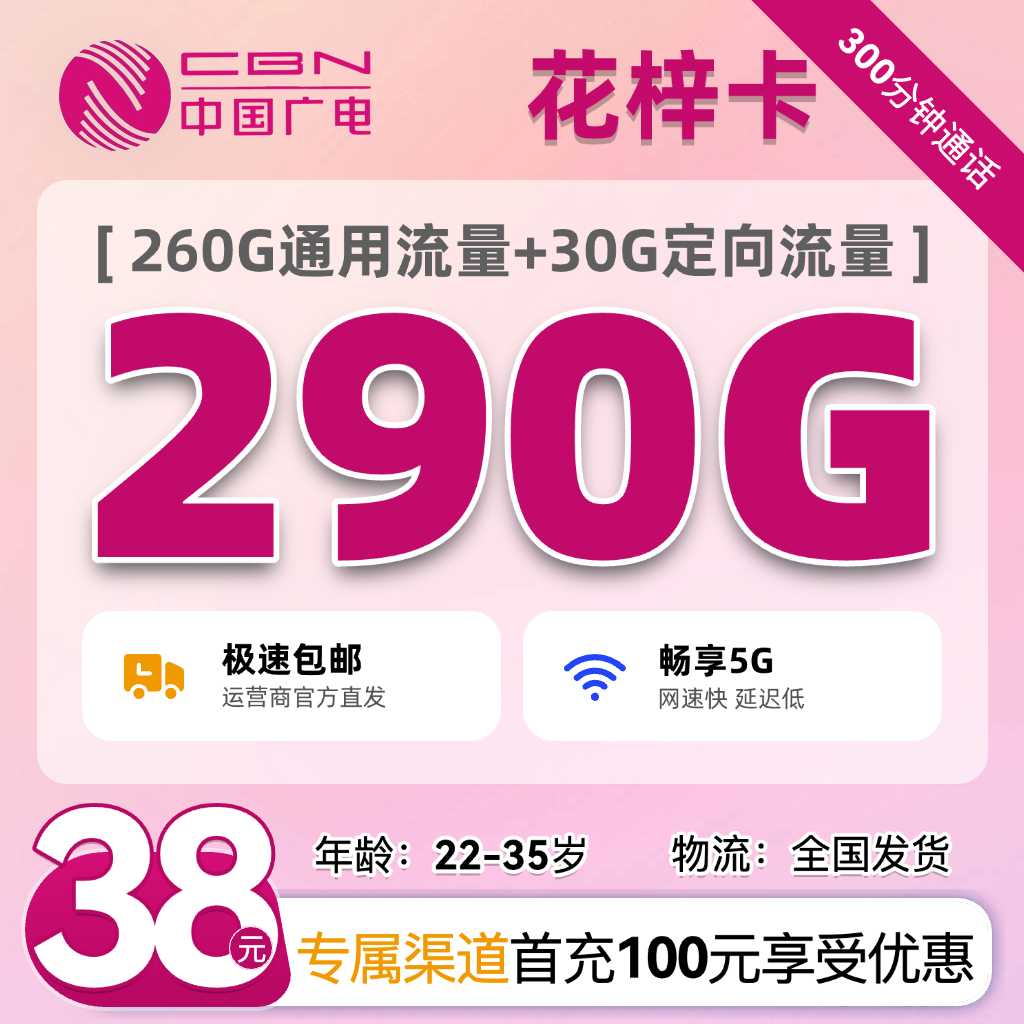 CBN
中国广电
花梓卡
300分钟通话
[ 260G通用流量+30G定向流量 ]
290G
极速包邮
运营商官方直发
畅享5G
网速快 延迟低
38元
年龄：22-35岁
物流：全国发货
专属渠道首充100元享受优惠